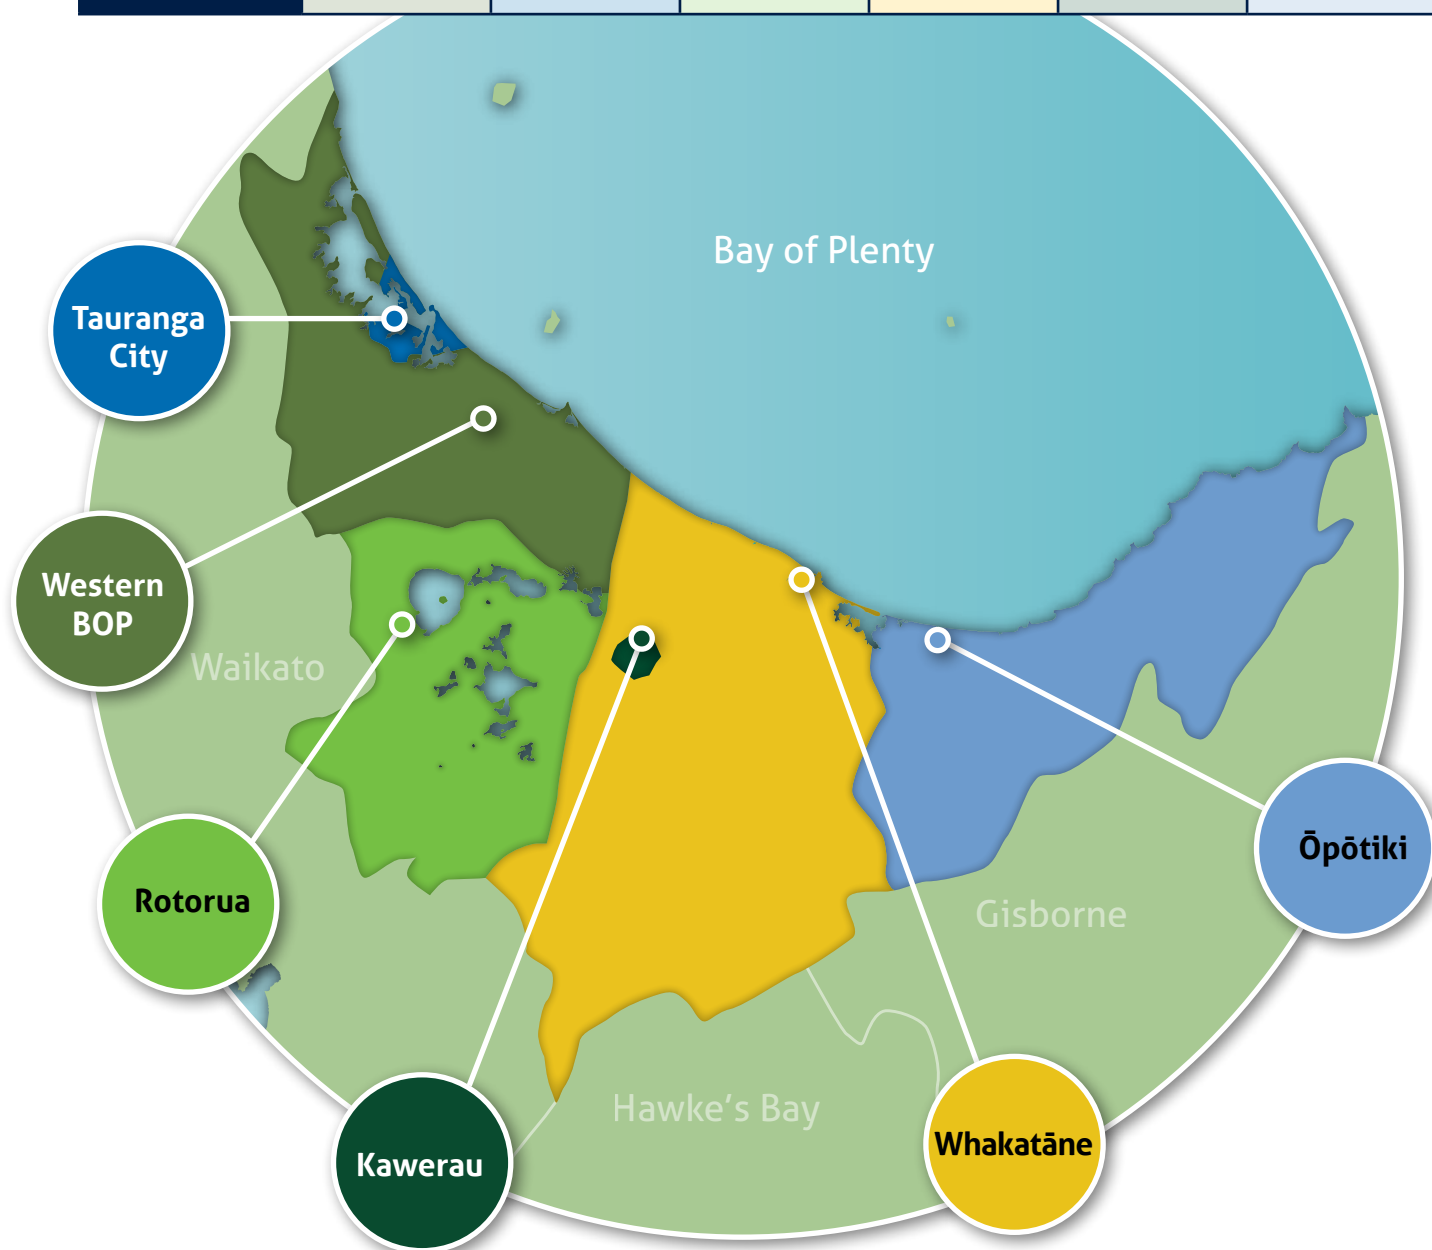 Bay of Plenty
Tauranga
City
Western
BOP
Waikato
Rotorua
Ōpōtiki
Gisborne
Hawke's Bay
Whakatāne
Kawerau